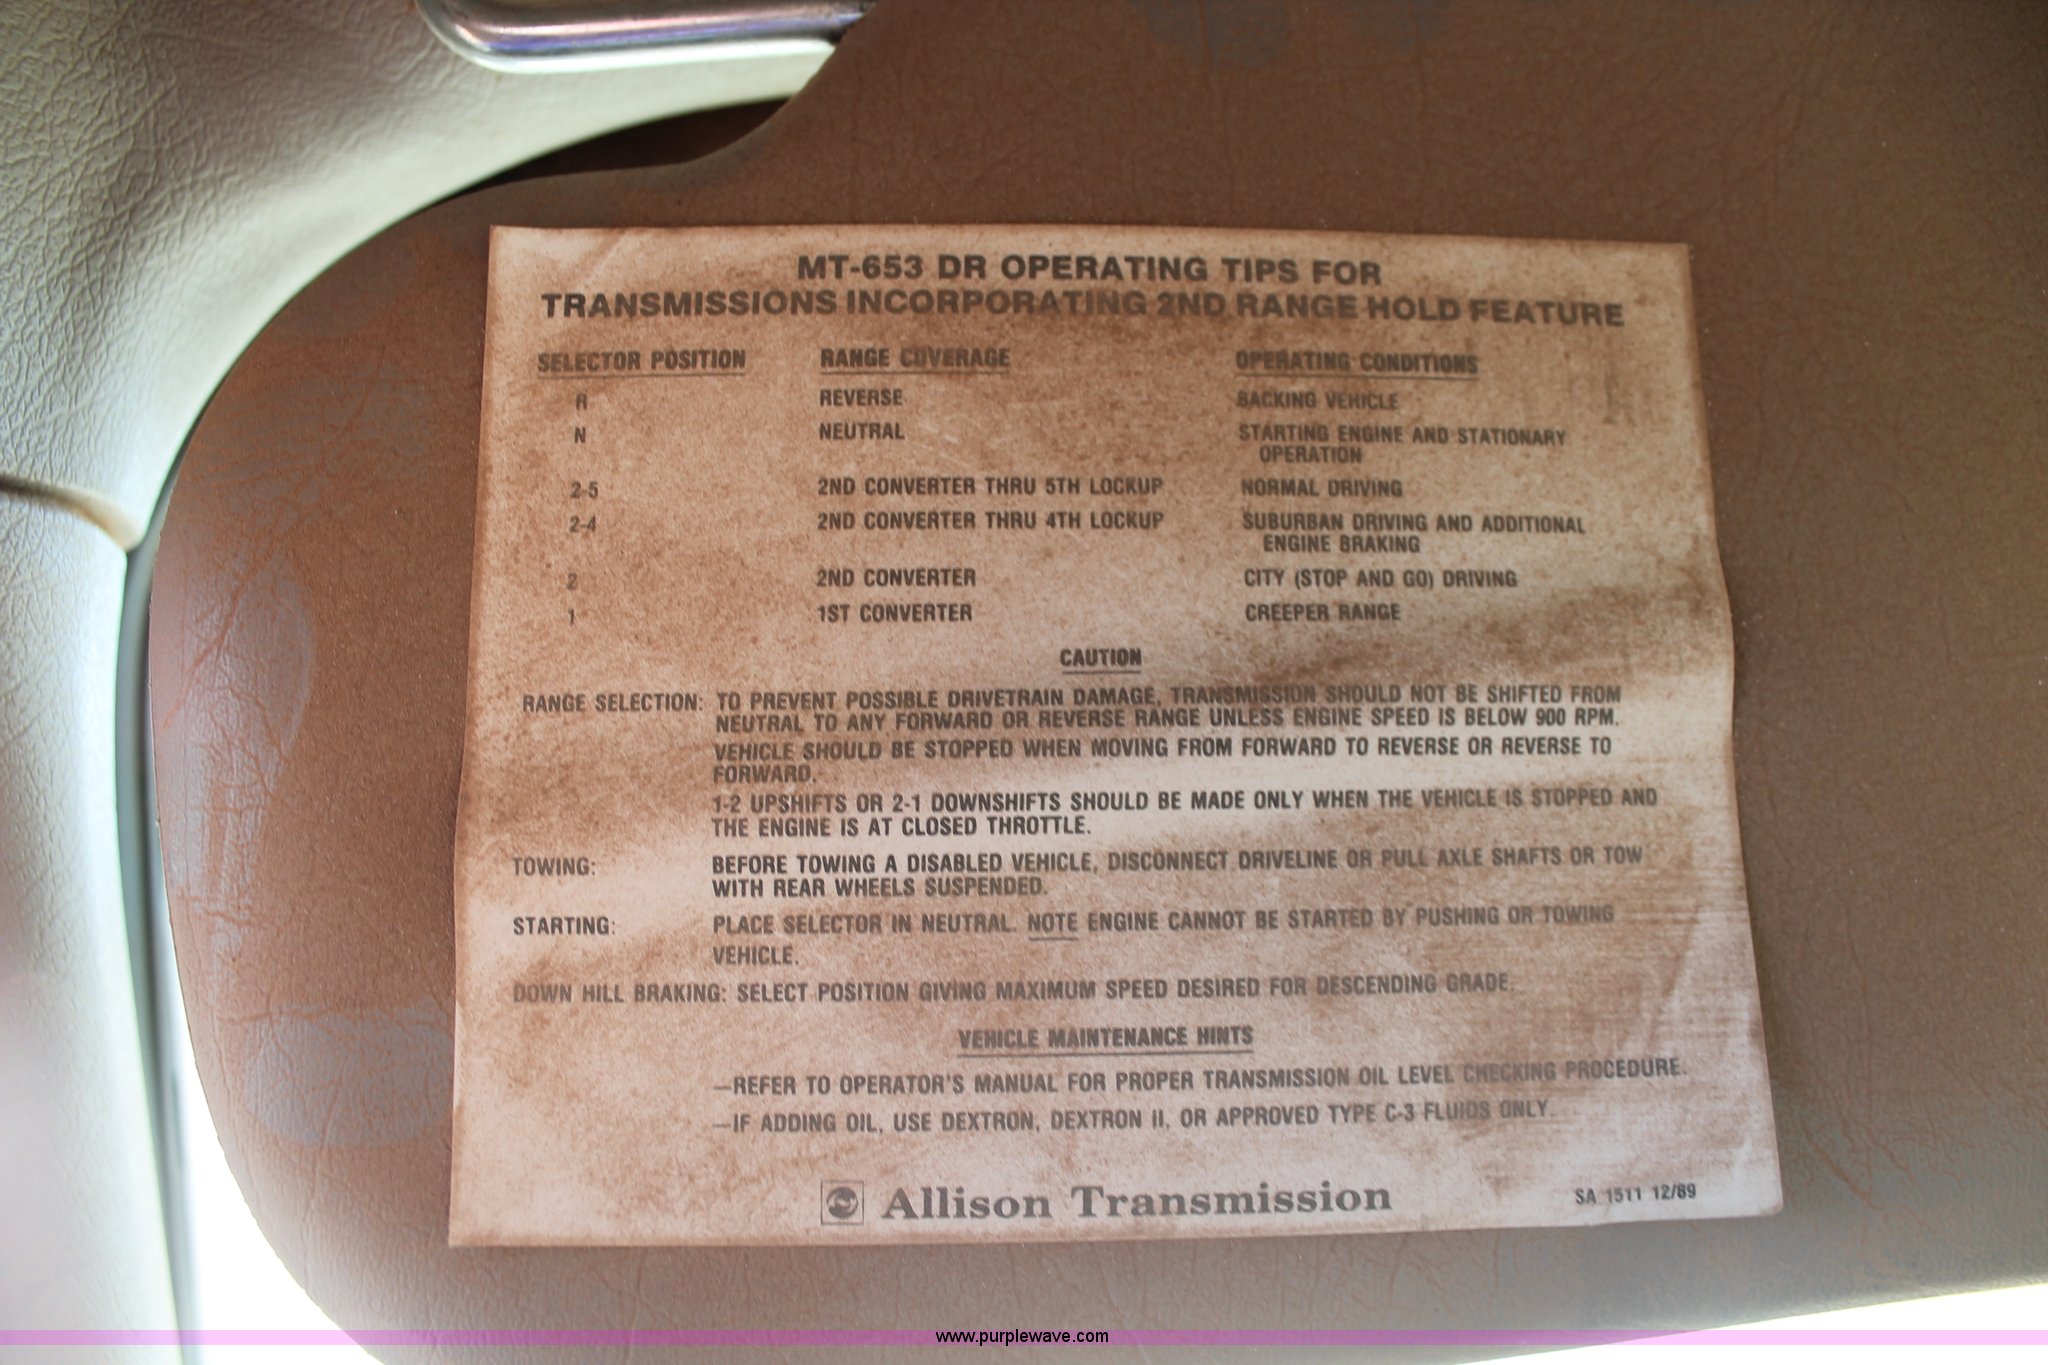 MT-653 DR OPERATING TIPS FOR
TRANSMISSIONS INCORPORATING 2ND RANGE HOLD FEATURE
SELECTOR POSITION RANGE COVERAGE OPERATING CONDITIONS
R REVERSE BACKING VEHICLE
N NEUTRAL STARTING ENGINE AND STATIONARY
OPERATION
2-5 2ND CONVERTER THRU 5TH LOCKUP NORMAL DRIVING
2-4 2ND CONVERTER THRU 4TH LOCKUP SUBURBAN DRIVING AND ADDITIONAL
ENGINE BRAKING
2 2ND CONVERTER CITY (STOP AND GO) DRIVING
1 1ST CONVERTER CREEPER RANGE
CAUTION
RANGE SELECTION: TO PREVENT POSSIBLE DRIVETRAIN DAMAGE, TRANSMISSION SHOULD NOT BE SHIFTED FROM
NEUTRAL TO ANY FORWARD OR REVERSE RANGE UNLESS ENGINE SPEED IS BELOW 900 RPM.
VEHICLE SHOULD BE STOPPED WHEN MOVING FROM FORWARD TO REVERSE OR REVERSE TO
FORWARD.
1-2 UPSHIFTS OR 2-1 DOWNSHIFTS SHOULD BE MADE ONLY WHEN THE VEHICLE IS STOPPED AND
THE ENGINE IS AT CLOSED THROTTLE.
TOWING: BEFORE TOWING A DISABLED VEHICLE, DISCONNECT DRIVELINE OR PULL AXLE SHAFTS OR TOW
WITH REAR WHEELS SUSPENDED.
STARTING: PLACE SELECTOR IN NEUTRAL. NOTE ENGINE CANNOT BE STARTED BY PUSHING OR TOWING
VEHICLE.
DOWN HILL BRAKING: SELECT POSITION GIVING MAXIMUM SPEED DESIRED FOR DESCENDING GRADE.
VEHICLE MAINTENANCE HINTS
—REFER TO OPERATOR'S MANUAL FOR PROPER TRANSMISSION OIL LEVEL CHECKING PROCEDURE.
—IF ADDING OIL, USE DEXTRON, DEXTRON II, OR APPROVED TYPE C-3 FLUIDS ONLY.
Allison Transmission SA 1511 12/89
www.purplewave.com